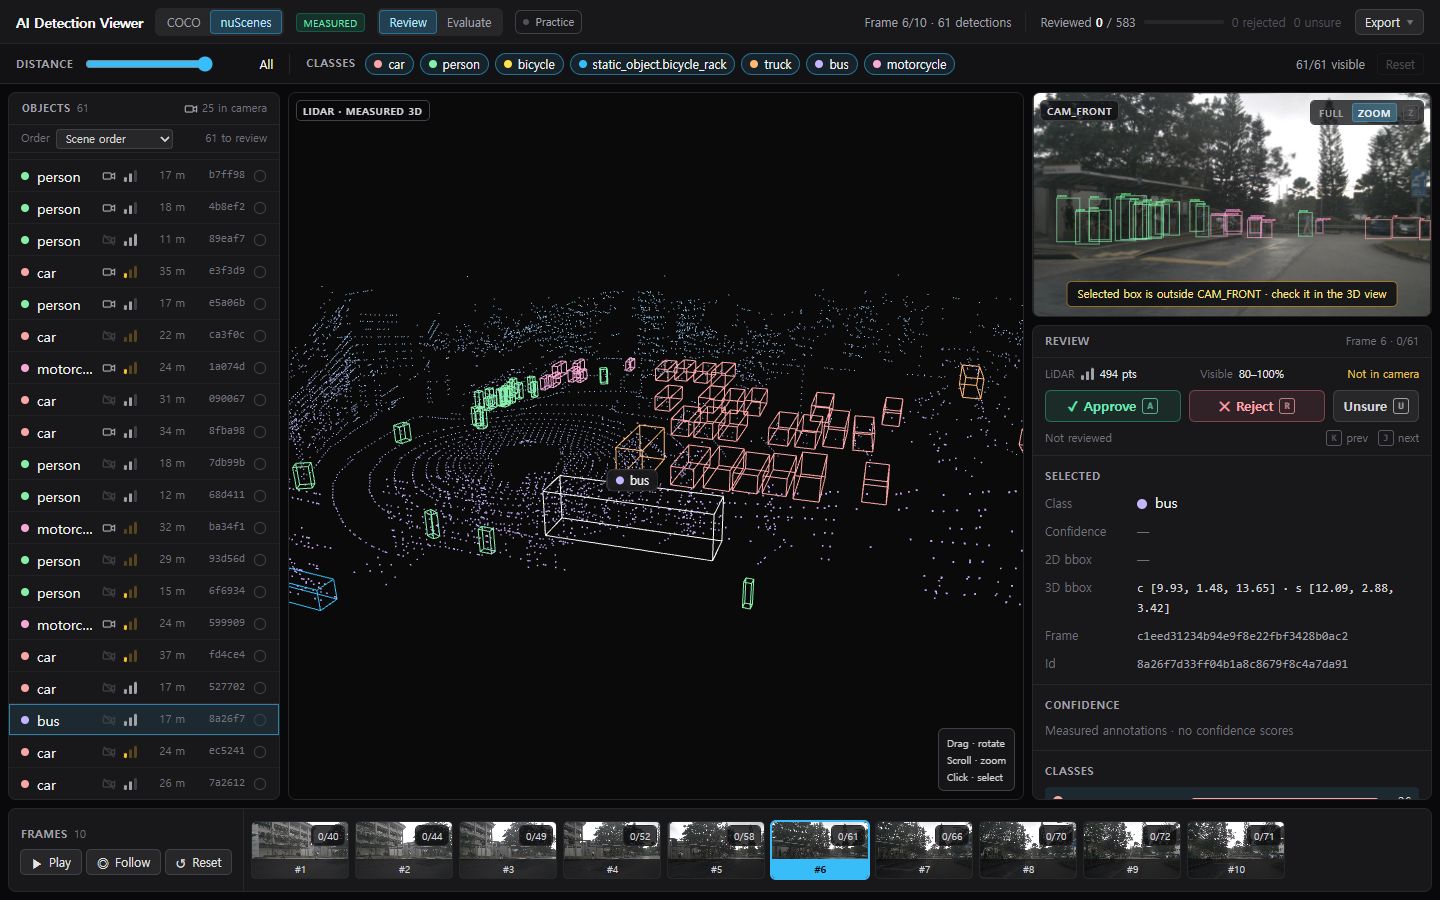 AI Detection Viewer COCO nuScenes MEASURED Review Evaluate Practice Frame 6/10 · 61 detections Reviewed 0 / 583 0 rejected 0 unsure Export
DISTANCE All CLASSES car person bicycle static_object.bicycle_rack truck bus motorcycle 61/61 visible Reset
OBJECTS 61 25 in camera
Order Scene order 61 to review
person 17 m b7ff98
person 18 m 4b8ef2
person 11 m 89eaf7
car 35 m e3f3d9
person 17 m e5a06b
car 22 m ca3f0c
motorc... 24 m 1a074d
car 31 m 090067
car 34 m 8fba98
person 18 m 7db99b
person 12 m 68d411
motorc... 32 m ba34f1
person 29 m 93d56d
person 15 m 6f6934
motorc... 24 m 599909
car 37 m fd4ce4
car 17 m 527702
bus 17 m 8a26f7
car 24 m ec5241
car 26 m 7a2612
LIDAR · MEASURED 3D
bus
Drag · rotate
Scroll · zoom
Click · select
CAM_FRONT FULL ZOOM Z
Selected box is outside CAM_FRONT · check it in the 3D view
REVIEW Frame 6 · 0/61
LiDAR 494 pts Visible 80–100% Not in camera
✓ Approve A ✕ Reject R Unsure U
Not reviewed K prev J next
SELECTED
Class bus
Confidence —
2D bbox —
3D bbox c [9.93, 1.48, 13.65] · s [12.09, 2.88,
3.42]
Frame c1eed31234b94e9f8e22fbf3428b0ac2
Id 8a26f7d33ff04b1a8c8679f8c4a7da91
CONFIDENCE
Measured annotations · no confidence scores
CLASSES
FRAMES 10
Play Follow Reset
0/40 0/44 0/49 0/52 0/58 0/61 0/66 0/70 0/72 0/71
#1 #2 #3 #4 #5 #6 #7 #8 #9 #10